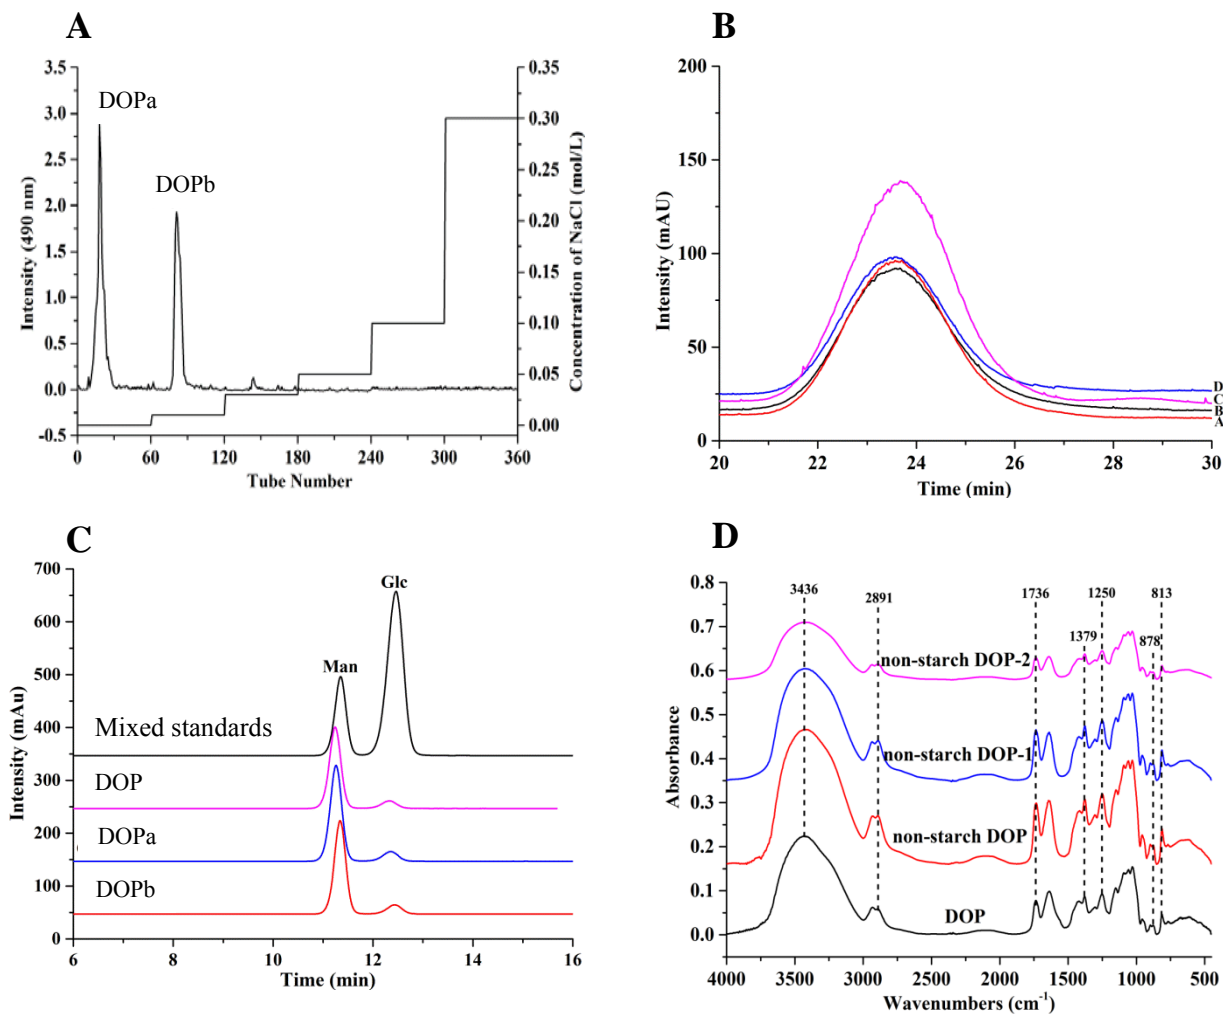 A
3.5
3.0
2.5
2.0
1.5
1.0
0.5
0.0
-0.5
Intensity (490 nm)
DOPa
DOPb
0.35
0.30
0.25
0.20
0.15
0.10
0.05
0.00
Concentration of NaCl (mol/L)
0 60 120 180 240 300 360
Tube Number
B
200
150
100
50
0
Intensity (mAU)
D
C
B
A
20 22 24 26 28 30
Time (min)
C
700
600
500
400
300
200
100
0
Intensity (mAu)
Glc
Man
Mixed standards
DOP
DOPa
DOPb
6 8 10 12 14 16
Time (min)
D
0.8
0.7
0.6
0.5
0.4
0.3
0.2
0.1
0.0
Absorbance
3436 2891 1736 1250 813
1379 878
non-starch DOP-2
non-starch DOP-1
non-starch DOP
DOP
4000 3500 3000 2500 2000 1500 1000 500
Wavenumbers (cm⁻¹)